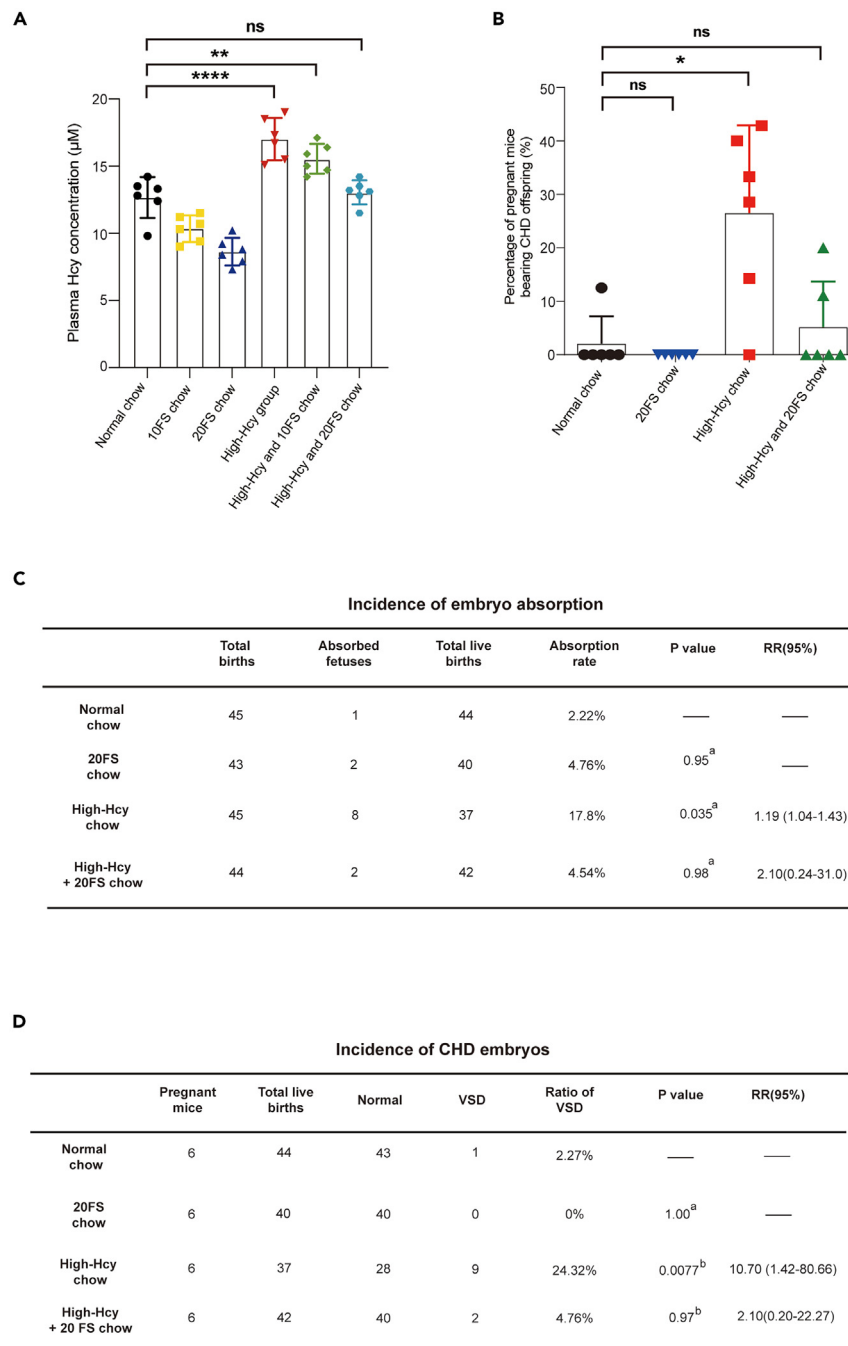 A
ns
**
****
Plasma Hcy concentration (μM)
20
15
10
5
0
Normal chow
10FS chow
20FS chow
High-Hcy group
High-Hcy and 10FS chow
High-Hcy and 20FS chow
B
ns
*
ns
Percentage of pregnant mice
bearing CHD offspring (%)
50
40
30
20
10
0
Normal chow
20FS chow
High-Hcy chow
High-Hcy and 20FS chow
C
Incidence of embryo absorption
Total births Absorbed fetuses Total live births Absorption rate P value RR(95%)
Normal chow 45 1 44 2.22% — —
20FS chow 43 2 40 4.76% 0.95a —
High-Hcy chow 45 8 37 17.8% 0.035a 1.19 (1.04-1.43)
High-Hcy + 20FS chow 44 2 42 4.54% 0.98a 2.10(0.24-31.0)
D
Incidence of CHD embryos
Pregnant mice Total live births Normal VSD Ratio of VSD P value RR(95%)
Normal chow 6 44 43 1 2.27% — —
20FS chow 6 40 40 0 0% 1.00a —
High-Hcy chow 6 37 28 9 24.32% 0.0077b 10.70 (1.42-80.66)
High-Hcy + 20 FS chow 6 42 40 2 4.76% 0.97b 2.10(0.20-22.27)